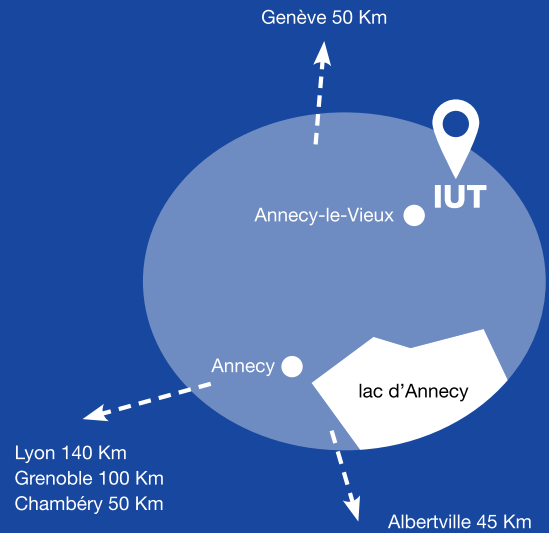 Genève 50 Km
IUT
Annecy-le-Vieux
Annecy
lac d'Annecy
Lyon 140 Km
Grenoble 100 Km
Chambéry 50 Km
Albertville 45 Km